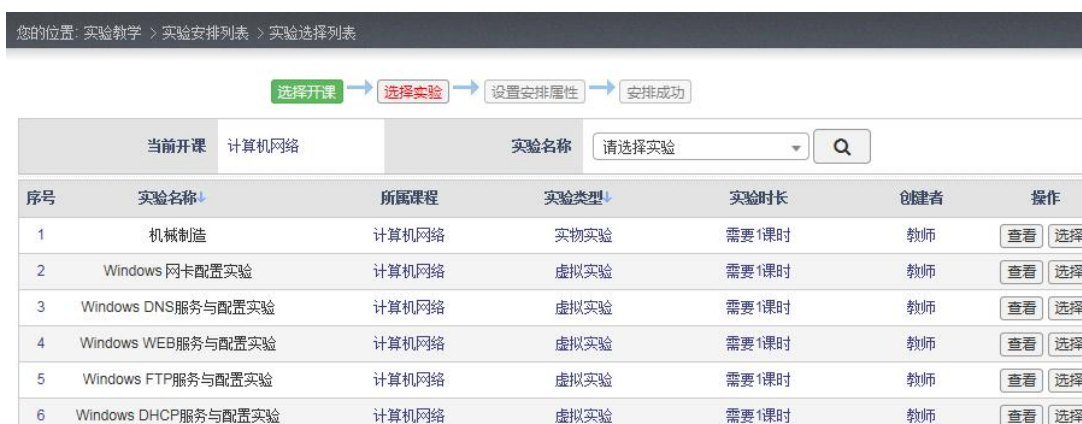 您的位置: 实验教学 > 实验安排列表 > 实验选择列表
选择开课 选择实验 设置安排属性 安排成功
当前开课 计算机网络 实验名称 请选择实验
序号 实验名称 所属课程 实验类型 实验时长 创建者 操作
1 机械制造 计算机网络 实物实验 需要1课时 教师 查看 选择
2 Windows 网卡配置实验 计算机网络 虚拟实验 需要1课时 教师 查看 选择
3 Windows DNS服务与配置实验 计算机网络 虚拟实验 需要1课时 教师 查看 选择
4 Windows WEB服务与配置实验 计算机网络 虚拟实验 需要1课时 教师 查看 选择
5 Windows FTP服务与配置实验 计算机网络 虚拟实验 需要1课时 教师 查看 选择
6 Windows DHCP服务与配置实验 计算机网络 虚拟实验 需要1课时 教师 查看 选择